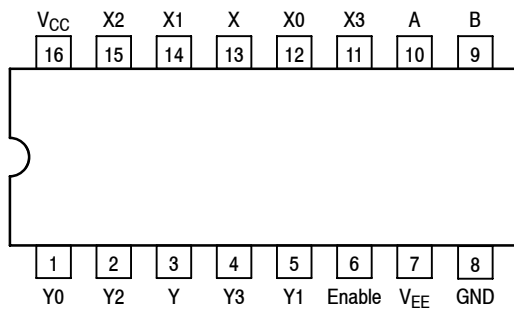 VCC X2 X1 X X0 X3 A B
16 15 14 13 12 11 10 9
1 2 3 4 5 6 7 8
Y0 Y2 Y Y3 Y1 Enable VEE GND